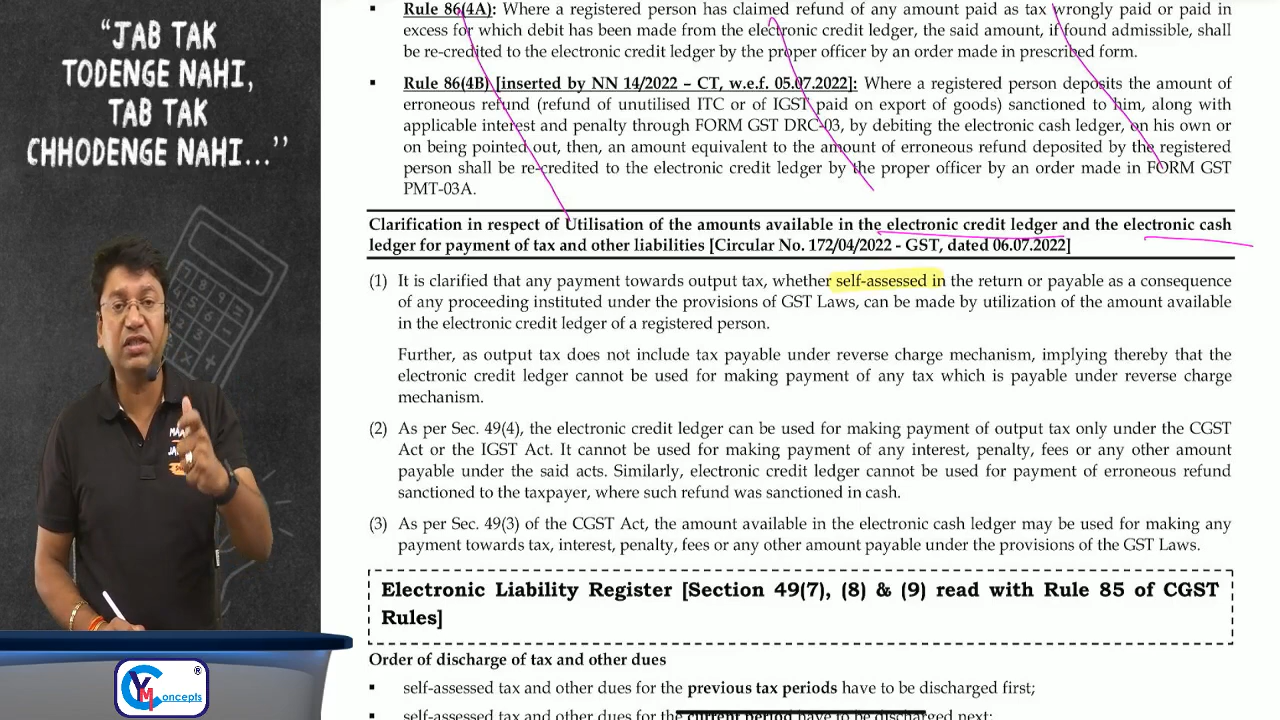 “JAB TAK
TODENGE NAHI,
TAB TAK
CHHODENGE NAHI...’’
▪ Rule 86(4A): Where a registered person has claimed refund of any amount paid as tax wrongly paid or paid in
excess for which debit has been made from the electronic credit ledger, the said amount, if found admissible, shall
be re-credited to the electronic credit ledger by the proper officer by an order made in prescribed form.
▪ Rule 86(4B) [inserted by NN 14/2022 – CT, w.e.f. 05.07.2022]: Where a registered person deposits the amount of
erroneous refund (refund of unutilised ITC or of IGST paid on export of goods) sanctioned to him, along with
applicable interest and penalty through FORM GST DRC-03, by debiting the electronic cash ledger, on his own or
on being pointed out, then, an amount equivalent to the amount of erroneous refund deposited by the registered
person shall be re-credited to the electronic credit ledger by the proper officer by an order made in FORM GST
PMT-03A.
Clarification in respect of Utilisation of the amounts available in the electronic credit ledger and the electronic cash
ledger for payment of tax and other liabilities [Circular No. 172/04/2022 - GST, dated 06.07.2022]
(1) It is clarified that any payment towards output tax, whether self-assessed in the return or payable as a consequence
of any proceeding instituted under the provisions of GST Laws, can be made by utilization of the amount available
in the electronic credit ledger of a registered person.
Further, as output tax does not include tax payable under reverse charge mechanism, implying thereby that the
electronic credit ledger cannot be used for making payment of any tax which is payable under reverse charge
mechanism.
(2) As per Sec. 49(4), the electronic credit ledger can be used for making payment of output tax only under the CGST
Act or the IGST Act. It cannot be used for making payment of any interest, penalty, fees or any other amount
payable under the said acts. Similarly, electronic credit ledger cannot be used for payment of erroneous refund
sanctioned to the taxpayer, where such refund was sanctioned in cash.
(3) As per Sec. 49(3) of the CGST Act, the amount available in the electronic cash ledger may be used for making any
payment towards tax, interest, penalty, fees or any other amount payable under the provisions of the GST Laws.
Electronic Liability Register [Section 49(7), (8) & (9) read with Rule 85 of CGST
Rules]
Order of discharge of tax and other dues
▪ self-assessed tax and other dues for the previous tax periods have to be discharged first;
▪ self-assessed tax and other dues for the current period have to be discharged next;
YM Concepts ®